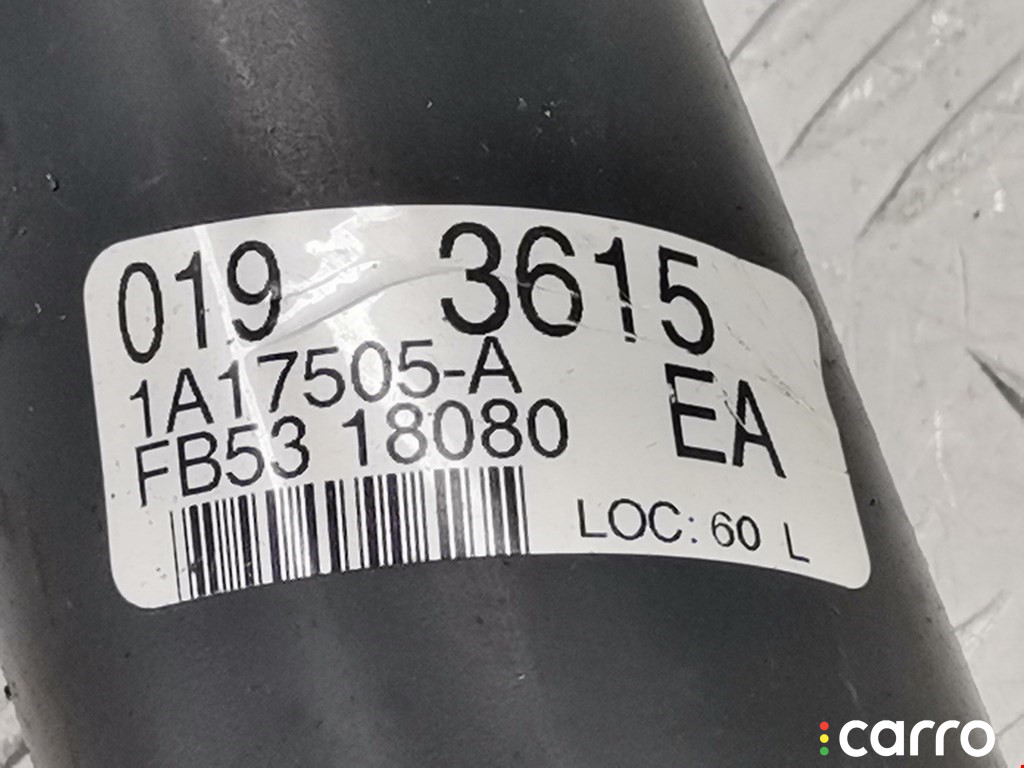 019 3615
1A17505-A
EA
FB53 18080
LOC: 60 L
carro